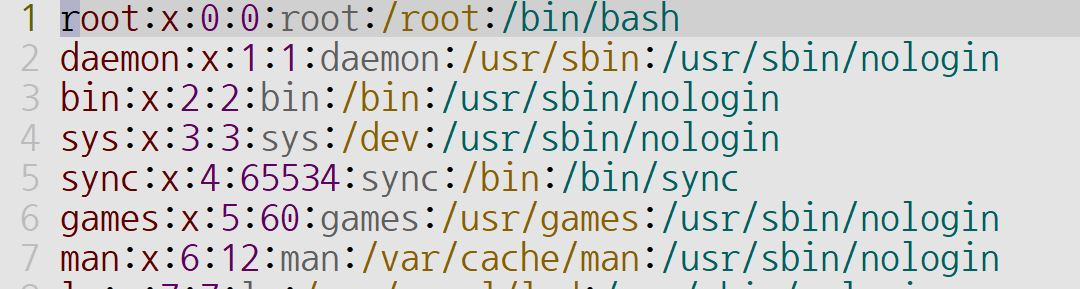 1 root:x:0:0:root:/root:/bin/bash
2 daemon:x:1:1:daemon:/usr/sbin:/usr/sbin/nologin
3 bin:x:2:2:bin:/bin:/usr/sbin/nologin
4 sys:x:3:3:sys:/dev:/usr/sbin/nologin
5 sync:x:4:65534:sync:/bin:/bin/sync
6 games:x:5:60:games:/usr/games:/usr/sbin/nologin
7 man:x:6:12:man:/var/cache/man:/usr/sbin/nologin